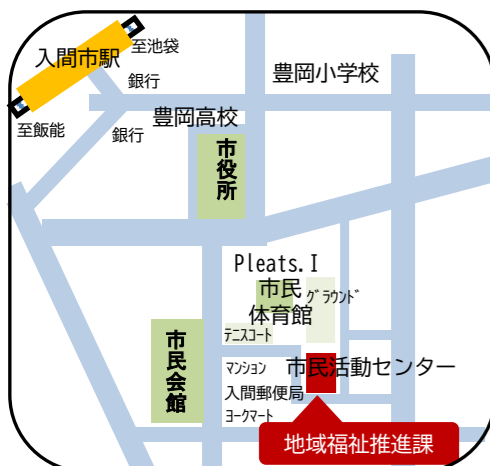 入間市駅
至池袋
銀行
至飯能
銀行
豊岡高校
豊岡小学校
市役所
Pleats.I
市民
体育館
グラウンド
テニスコート
市民会館
マンション
市民活動センター
入間郵便局
ヨークマート
地域福祉推進課